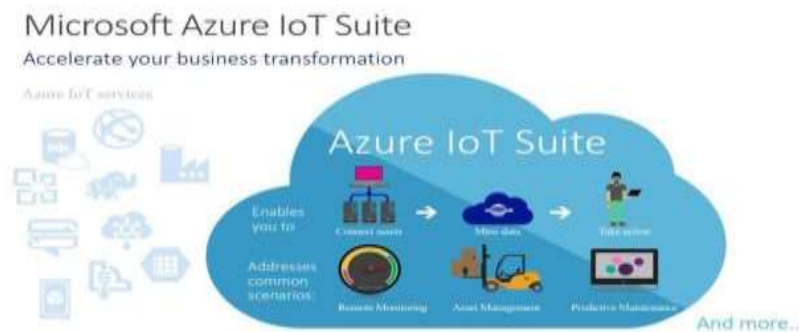 Microsoft Azure IoT Suite
Accelerate your business transformation
Azure IoT services
Azure IoT Suite
Enables
you to
Connect assets
Mine data
Take action
Addresses
common
scenarios:
Remote Monitoring
Asset Management
Predictive Maintenance
And more..